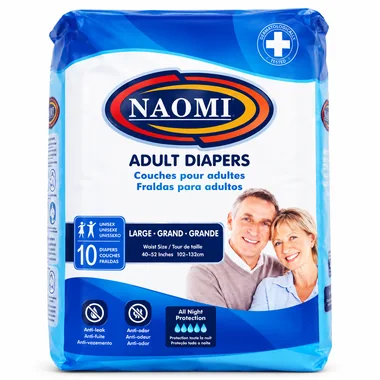 DERMATOLOGICALLY
TESTED
NAOMI
ADULT DIAPERS
Couches pour adultes
Fraldas para adultos
UNISEX
UNISEXE
UNISSEXO
10
DIAPERS
COUCHES
FRALDAS
LARGE • GRAND • GRANDE
Waist Size / Tour de taille
40–52 Inches 102–132cm
Anti-leak
Anti-fuite
Anti-vazamento
Anti-odor
Anti-odeur
Anti-odor
All Night
Protection
Protection toute la nuit
Proteção toda a noite